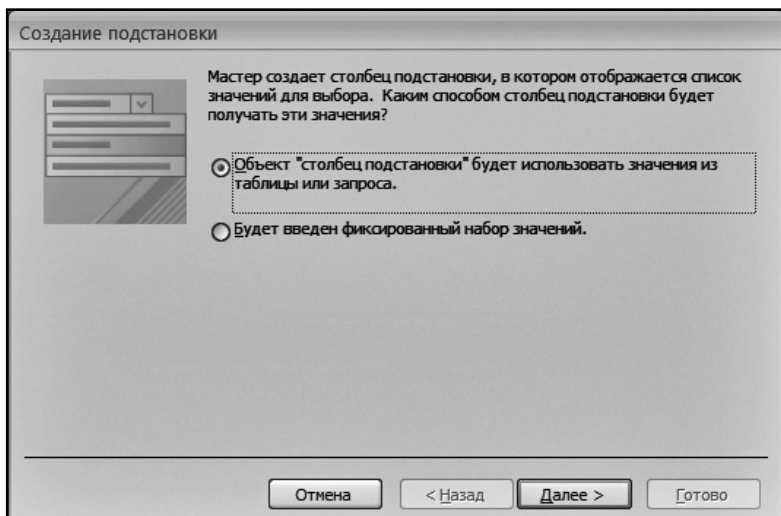 Создание подстановки
Мастер создает столбец подстановки, в котором отображается список
значений для выбора. Каким способом столбец подстановки будет
получать эти значения?
Объект "столбец подстановки" будет использовать значения из
таблицы или запроса.
Будет введен фиксированный набор значений.
Отмена
< Назад
Далее >
Готово